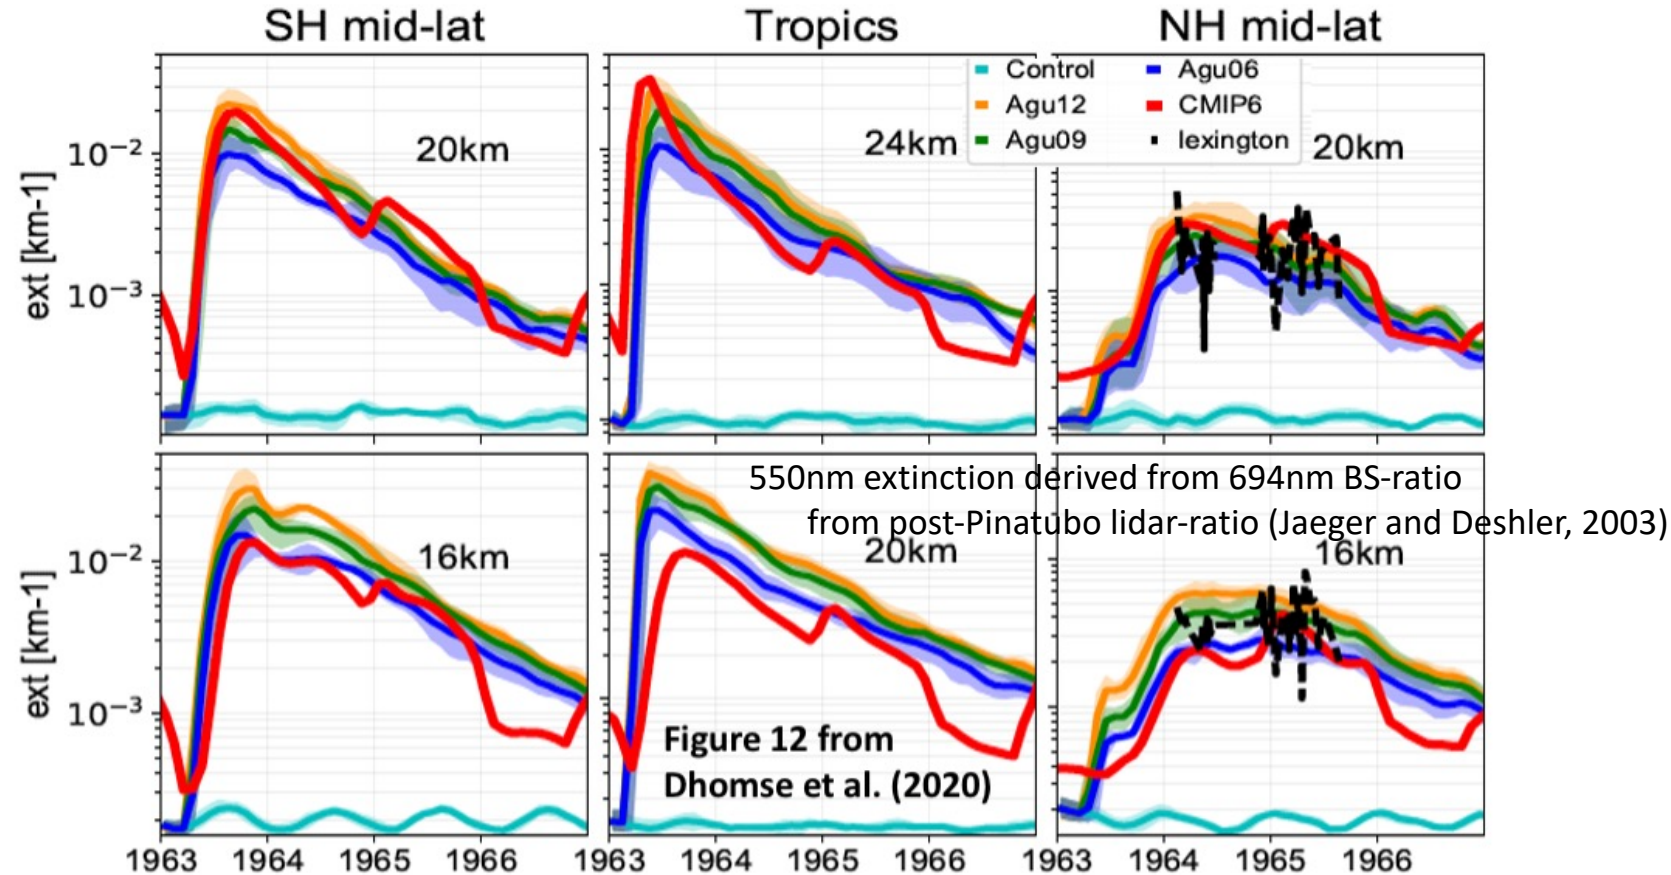 SH mid-lat Tropics NH mid-lat
Control Agu06
Agu12 CMIP6
Agu09 lexington
ext [km-1]
10⁻²
10⁻³
20km 24km 20km
550nm extinction derived from 694nm BS-ratio
from post-Pinatubo lidar-ratio (Jaeger and Deshler, 2003)
ext [km-1]
10⁻²
10⁻³
16km 20km 16km
Figure 12 from
Dhomse et al. (2020)
1963 1964 1965 1966 1963 1964 1965 1966 1963 1964 1965 1966